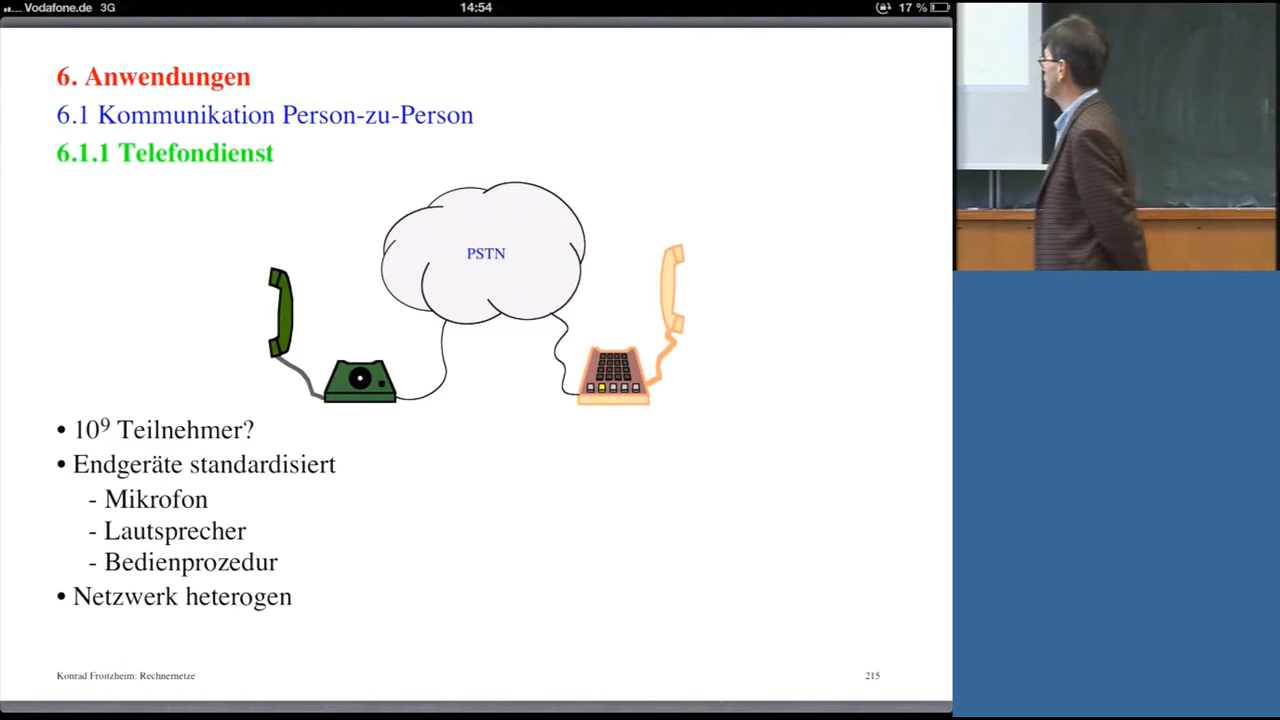 Vodafone.de 3G 14:54 17 %
6. Anwendungen
6.1 Kommunikation Person-zu-Person
6.1.1 Telefondienst
PSTN
• 10⁹ Teilnehmer?
• Endgeräte standardisiert
- Mikrofon
- Lautsprecher
- Bedienprozedur
• Netzwerk heterogen
Konrad Froitzheim: Rechnernetze 215